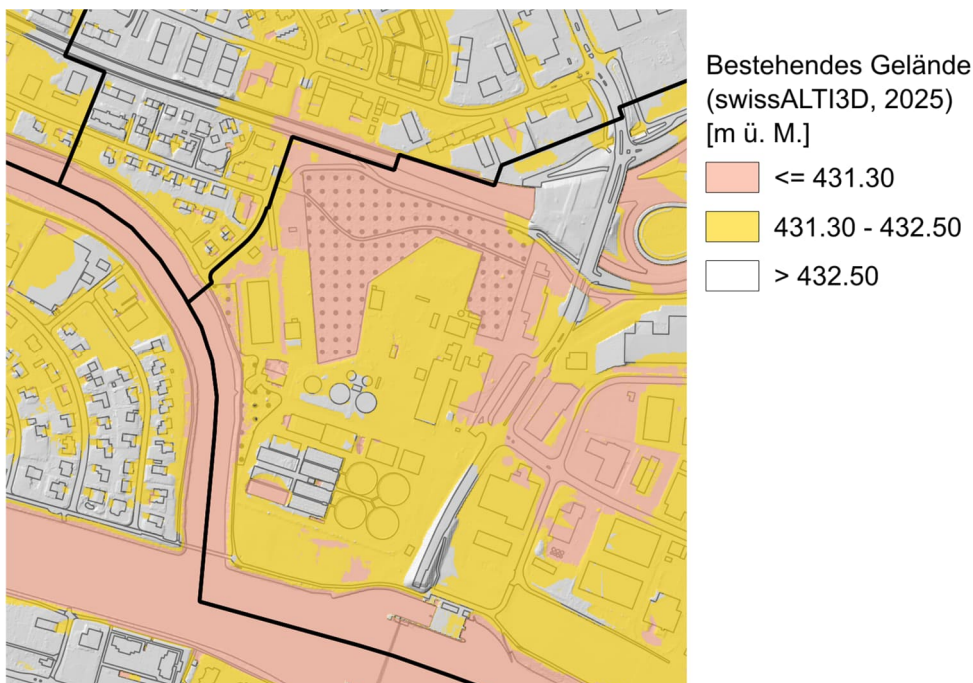 Bestehendes Gelände
(swissALTI3D, 2025)
[m ü. M.]
<= 431.30
431.30 - 432.50
> 432.50